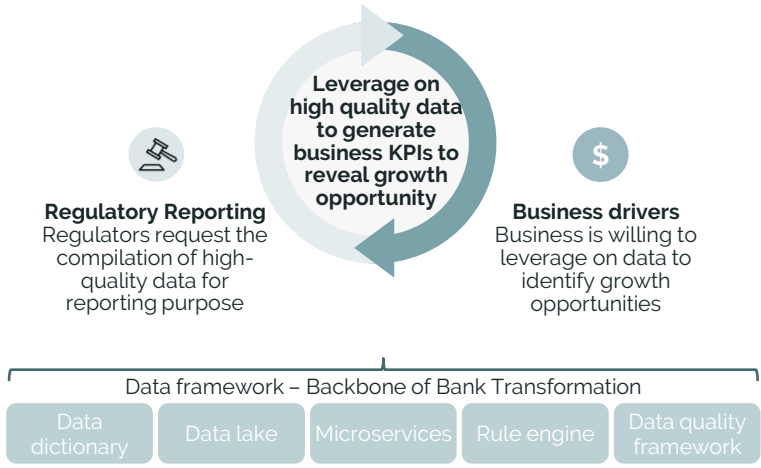 Leverage on
high quality data
to generate
business KPIs to
reveal growth
opportunity
Regulatory Reporting
Regulators request the
compilation of high-
quality data for
reporting purpose
$
Business drivers
Business is willing to
leverage on data to
identify growth
opportunities
Data framework – Backbone of Bank Transformation
Data
dictionary
Data lake
Microservices
Rule engine
Data quality
framework